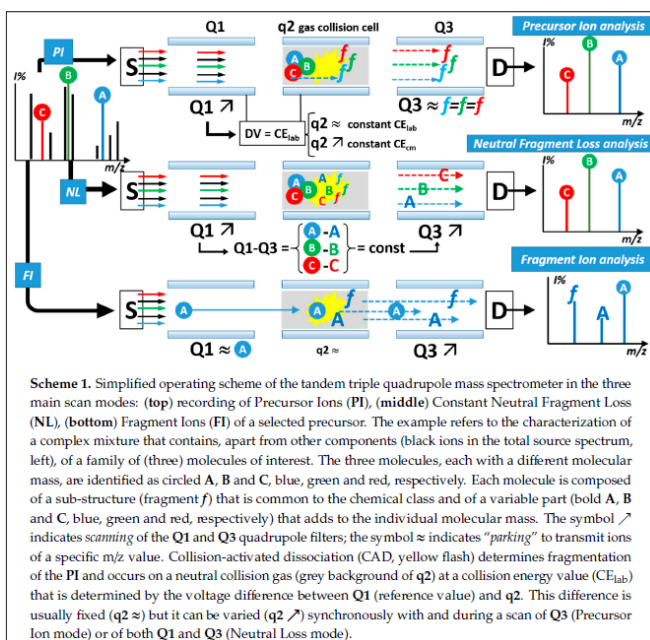 Q1
q2 gas collision cell
Q3
Precursor Ion analysis
PI
S
A
B
C
f
f
f
D
I%
C
B
A
m/z
I%
C
B
A
m/z
Q1 ↗
DV = CElab
q2 ≈ constant CElab
q2 ↗ constant CEcm
Q3 ≈ f=f=f
Neutral Fragment Loss analysis
NL
S
A
B
C
A f
B f
C f
C
B
A
D
I%
C
B
A
m/z
Q1 ↗
Q3 ↗
Q1-Q3 = { A-A B-B C-C } = const
Fragment Ion analysis
FI
S
A
A
f
A
f
A
A
D
I%
f
A
A
m/z
Q1 ≈ A
q2 ≈
Q3 ↗
Scheme 1. Simplified operating scheme of the tandem triple quadrupole mass spectrometer in the three
main scan modes: (top) recording of Precursor Ions (PI), (middle) Constant Neutral Fragment Loss
(NL), (bottom) Fragment Ions (FI) of a selected precursor. The example refers to the characterization of
a complex mixture that contains, apart from other components (black ions in the total source spectrum,
left), of a family of (three) molecules of interest. The three molecules, each with a different molecular
mass, are identified as circled A, B and C, blue, green and red, respectively. Each molecule is composed
of a sub-structure (fragment f) that is common to the chemical class and of a variable part (bold A, B
and C, blue, green and red, respectively) that adds to the individual molecular mass. The symbol ↗
indicates scanning of the Q1 and Q3 quadrupole filters; the symbol ≈ indicates "parking" to transmit ions
of a specific m/z value. Collision-activated dissociation (CAD, yellow flash) determines fragmentation
of the PI and occurs on a neutral collision gas (grey background of q2) at a collision energy value (CElab)
that is determined by the voltage difference between Q1 (reference value) and q2. This difference is
usually fixed (q2 ≈) but it can be varied (q2 ↗) synchronously with and during a scan of Q3 (Precursor
Ion mode) or of both Q1 and Q3 (Neutral Loss mode).